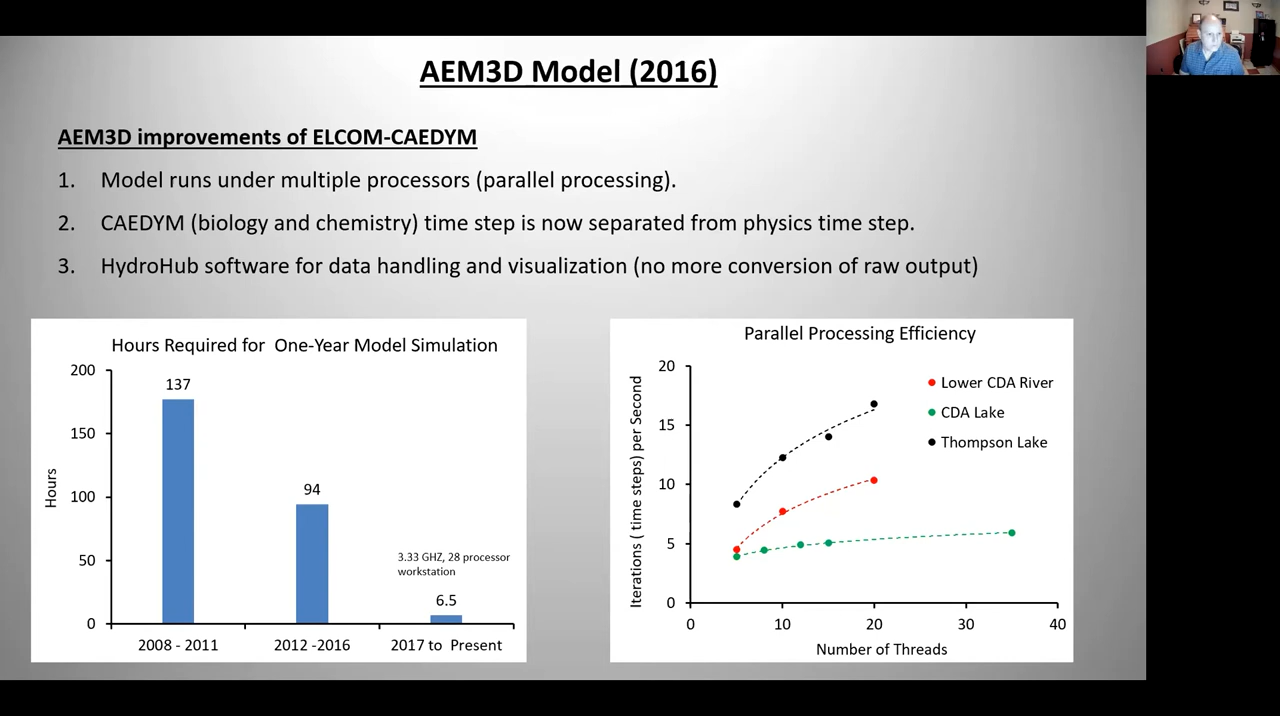 AEM3D Model (2016)
AEM3D improvements of ELCOM-CAEDYM
1. Model runs under multiple processors (parallel processing).
2. CAEDYM (biology and chemistry) time step is now separated from physics time step.
3. HydroHub software for data handling and visualization (no more conversion of raw output)
Hours Required for One-Year Model Simulation
Hours
200
150
100
50
0
137
94
3.33 GHZ, 28 processor
workstation
6.5
2008 - 2011
2012 -2016
2017 to Present
Parallel Processing Efficiency
Iterations ( time steps) per Second
20
15
10
5
0
Lower CDA River
CDA Lake
Thompson Lake
0
10
20
30
40
Number of Threads